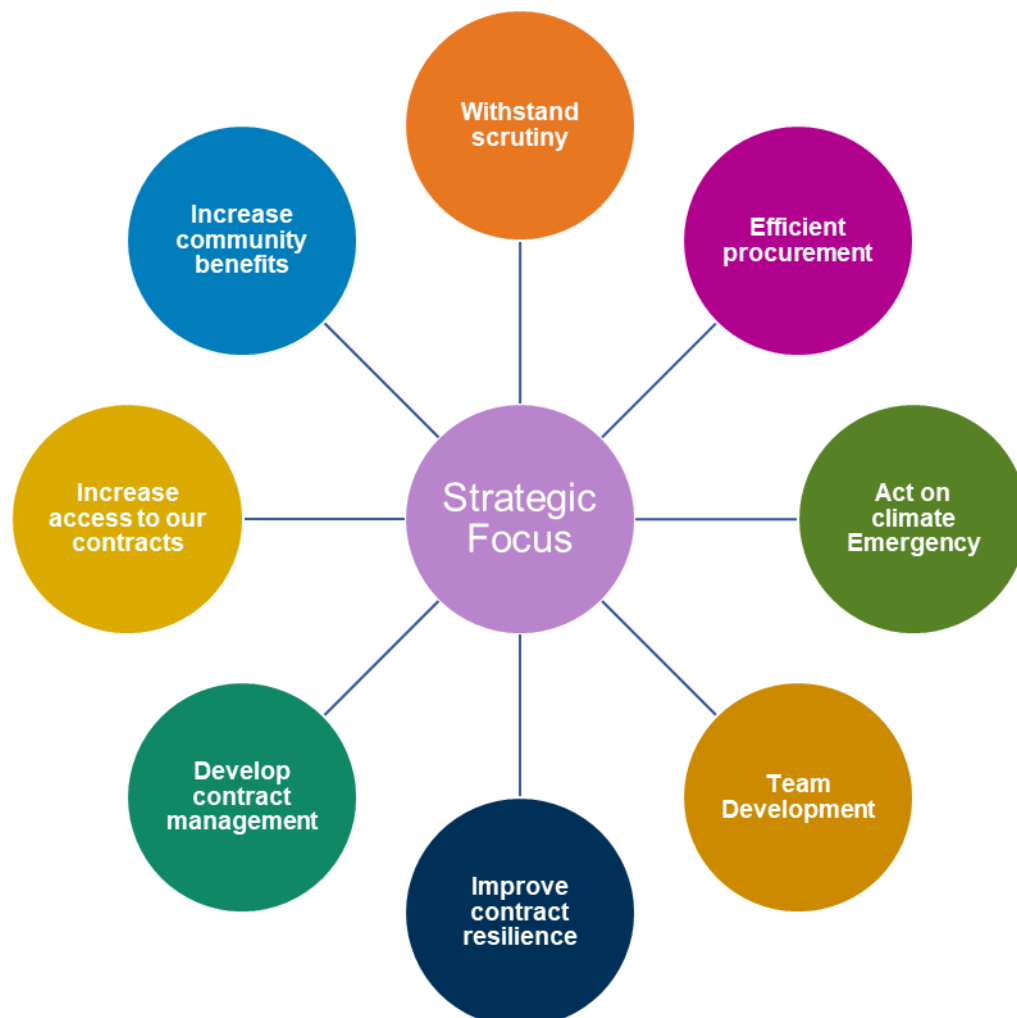 Withstand
scrutiny
Efficient
procurement
Act on
climate
Emergency
Team
Development
Improve
contract
resilience
Develop
contract
management
Increase
access to our
contracts
Increase
community
benefits
Strategic
Focus